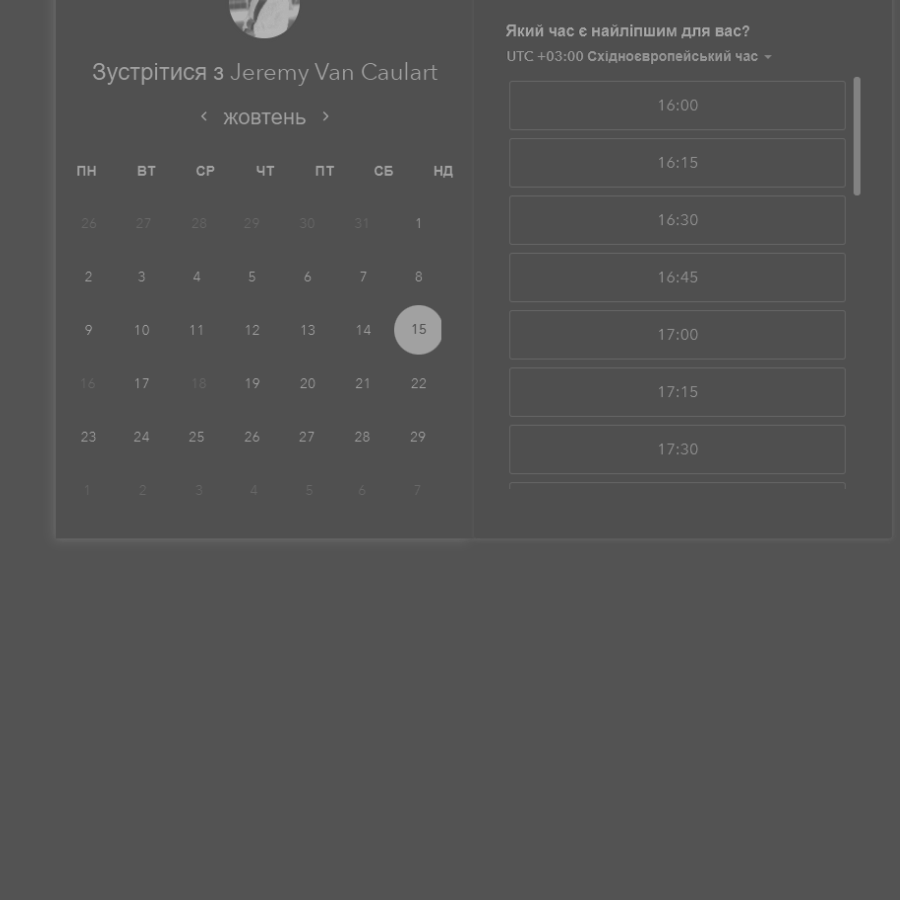 Зустрітися з Jeremy Van Caulart
жовтень
ПН ВТ СР ЧТ ПТ СБ НД
26 27 28 29 30 31 1
2 3 4 5 6 7 8
9 10 11 12 13 14 15
16 17 18 19 20 21 22
23 24 25 26 27 28 29
1 2 3 4 5 6 7
Який час є найліпшим для вас?
UTC +03:00 Східноєвропейський час
16:00
16:15
16:30
16:45
17:00
17:15
17:30